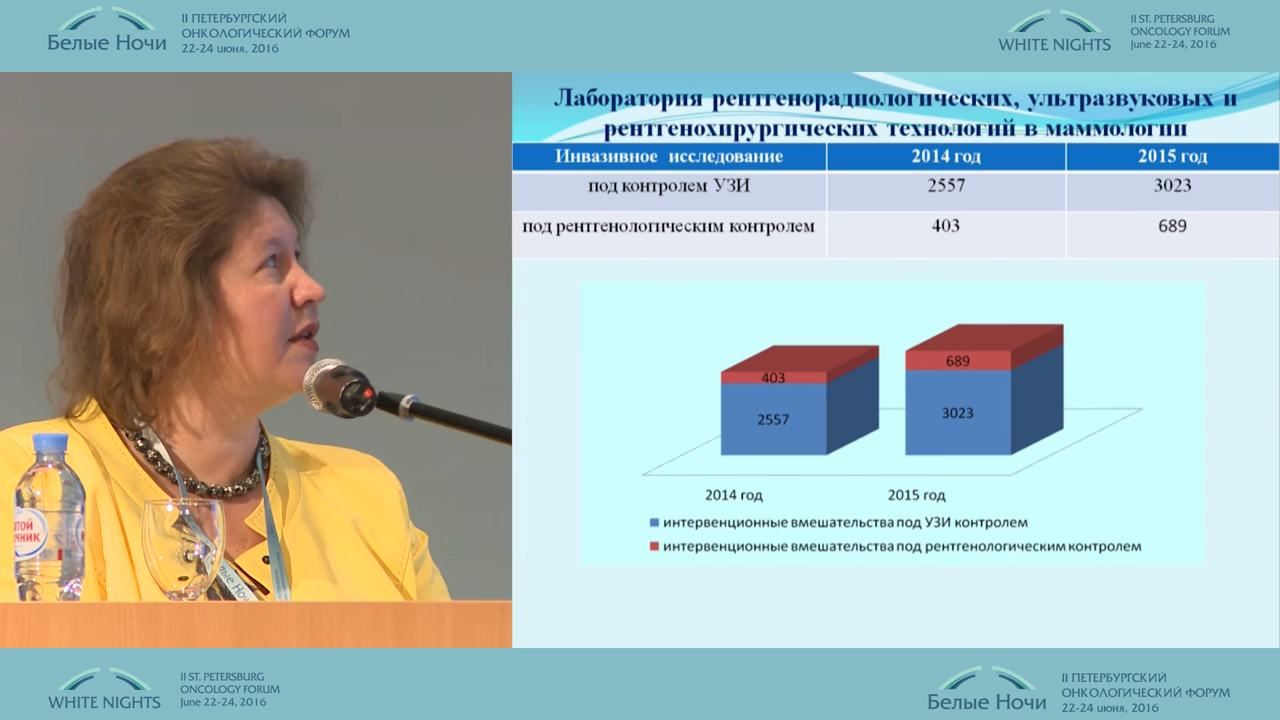 II ПЕТЕРБУРГСКИЙ
ОНКОЛОГИЧЕСКИЙ ФОРУМ
22-24 июня, 2016
Белые Ночи
II ST. PETERSBURG
ONCOLOGY FORUM
June 22-24, 2016
WHITE NIGHTS
Лаборатория рентгенорадиологических, ультразвуковых и
рентгенохирургических технологий в маммологии
Инвазивное исследование 2014 год 2015 год
под контролем УЗИ 2557 3023
под рентгенологическим контролем 403 689
403
689
2557
3023
2014 год
2015 год
интервенционные вмешательства под УЗИ контролем
интервенционные вмешательства под рентгенологическим контролем
Белые Ночи
II ST. PETERSBURG
ONCOLOGY FORUM
June 22-24, 2016
WHITE NIGHTS
II ПЕТЕРБУРГСКИЙ
ОНКОЛОГИЧЕСКИЙ ФОРУМ
22-24 июня, 2016
Белые Ночи